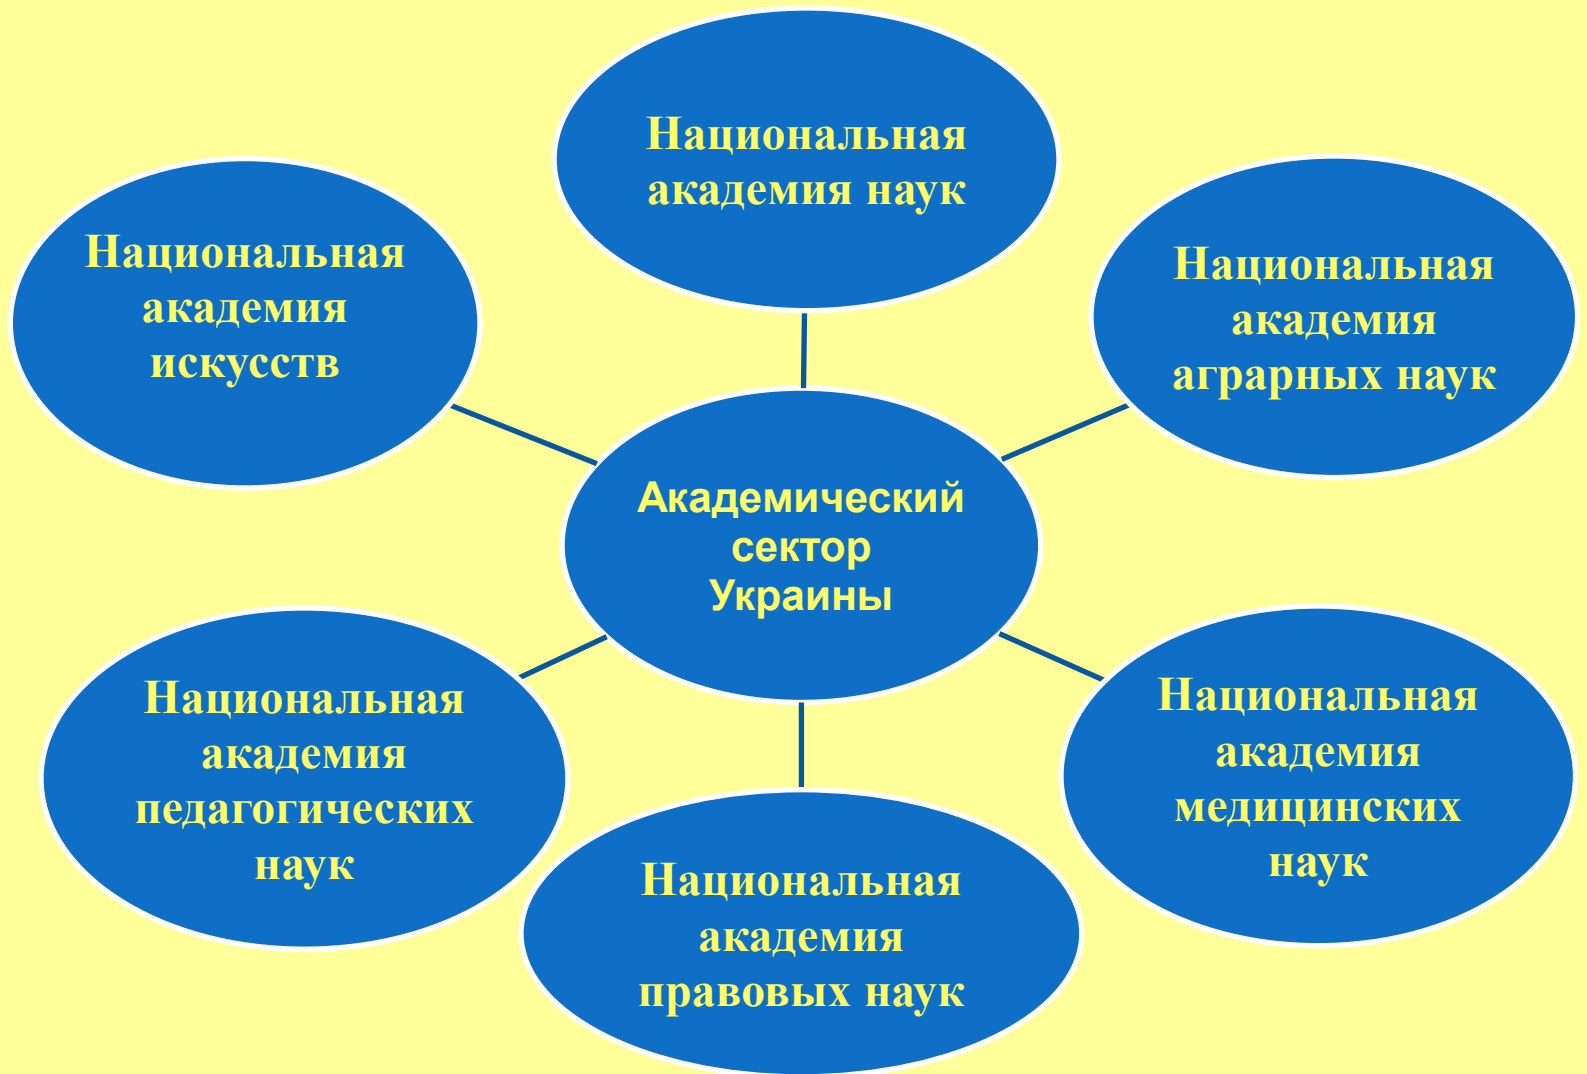 Национальная
академия наук
Национальная
академия
искусств
Национальная
академия
аграрных наук
Академический
сектор
Украины
Национальная
академия
педагогических
наук
Национальная
академия
медицинских
наук
Национальная
академия
правовых наук